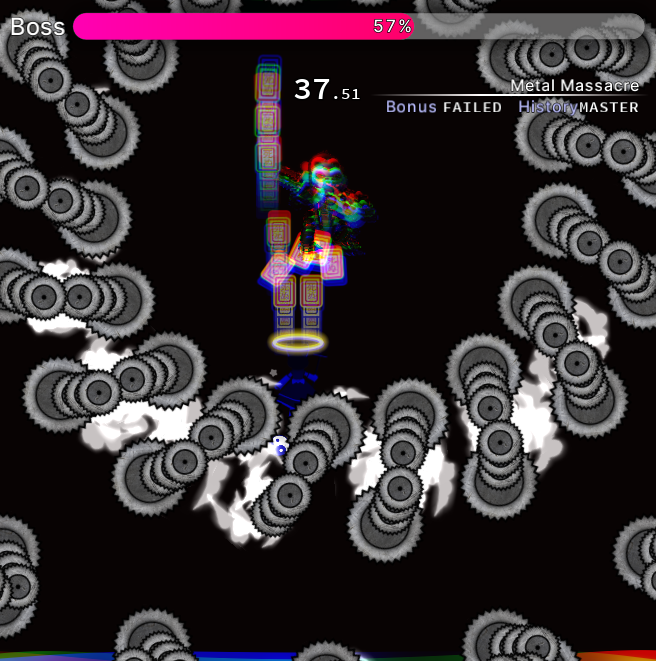 Boss 57%
37.51
Metal Massacre
Bonus FAILED History MASTER